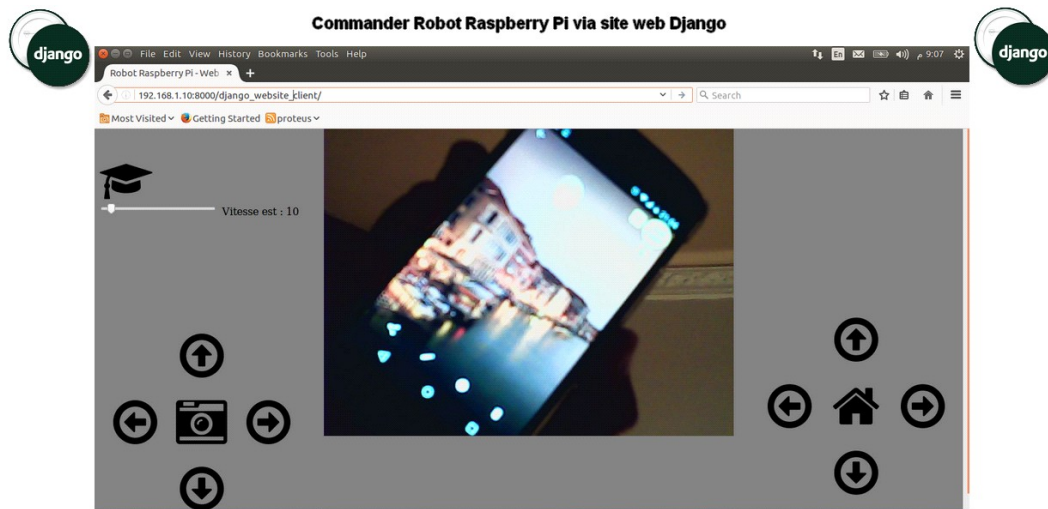 Commander Robot Raspberry Pi via site web Django
django
django
File Edit View History Bookmarks Tools Help
En
م 9:07
Robot Raspberry Pi - Web
192.168.1.10:8000/django_website_client/
Search
Most Visited
Getting Started
proteus
Vitesse est : 10